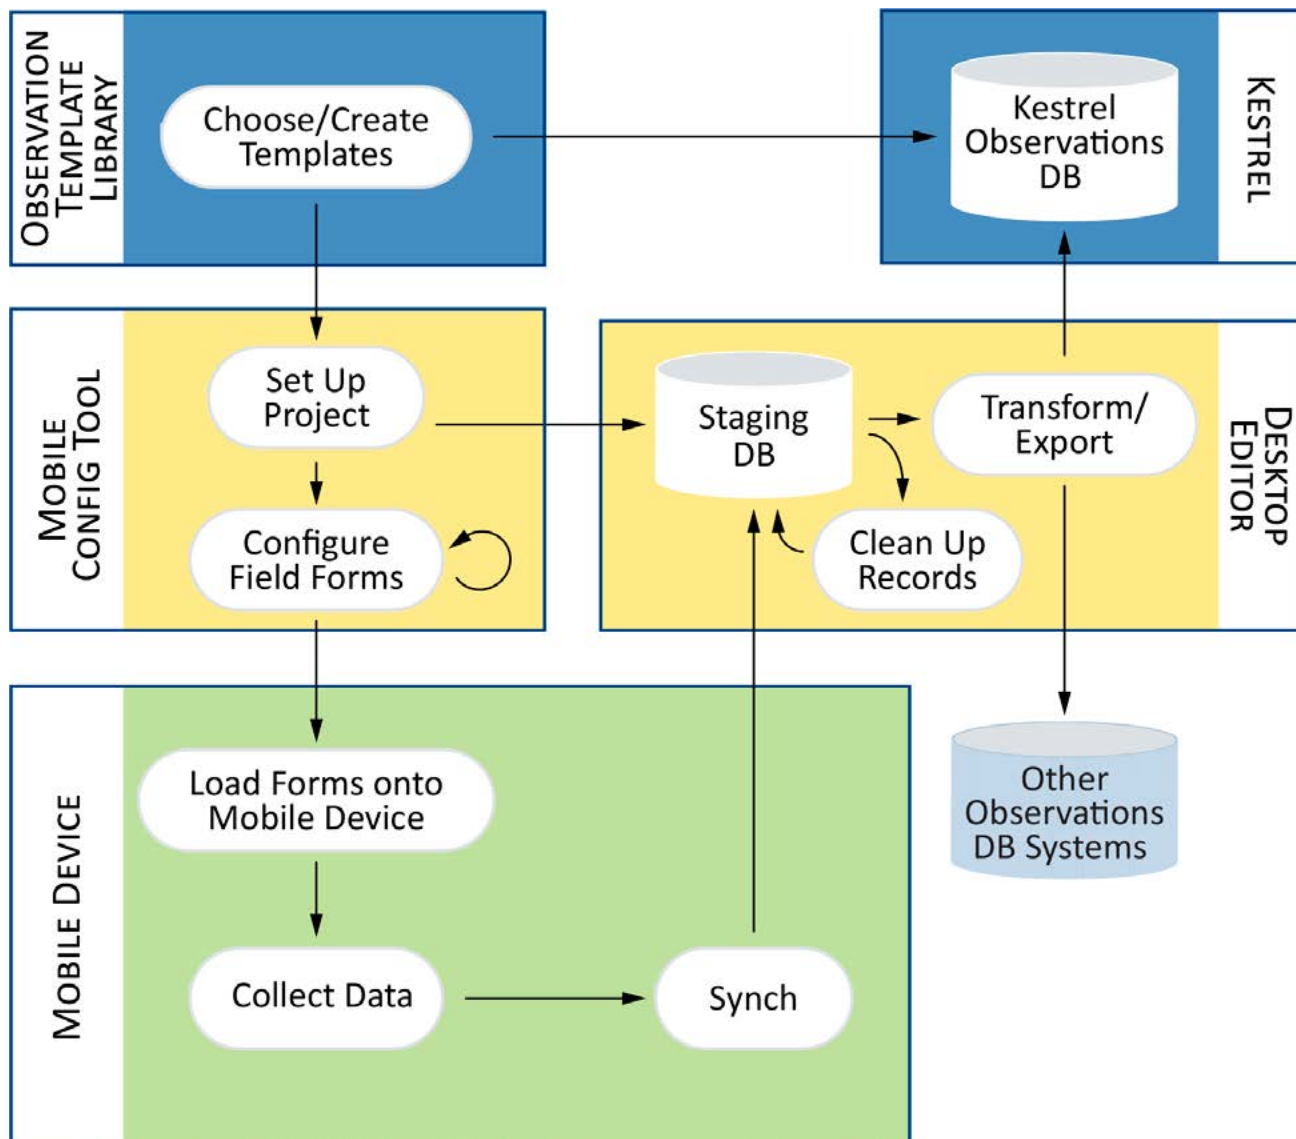 OBSERVATION
TEMPLATE
LIBRARY
Choose/Create
Templates
Kestrel
Observations
DB
KESTREL
MOBILE
CONFIG TOOL
Set Up
Project
Configure
Field Forms
Staging
DB
Transform/
Export
Clean Up
Records
DESKTOP
EDITOR
MOBILE DEVICE
Load Forms onto
Mobile Device
Collect Data
Synch
Other
Observations
DB Systems